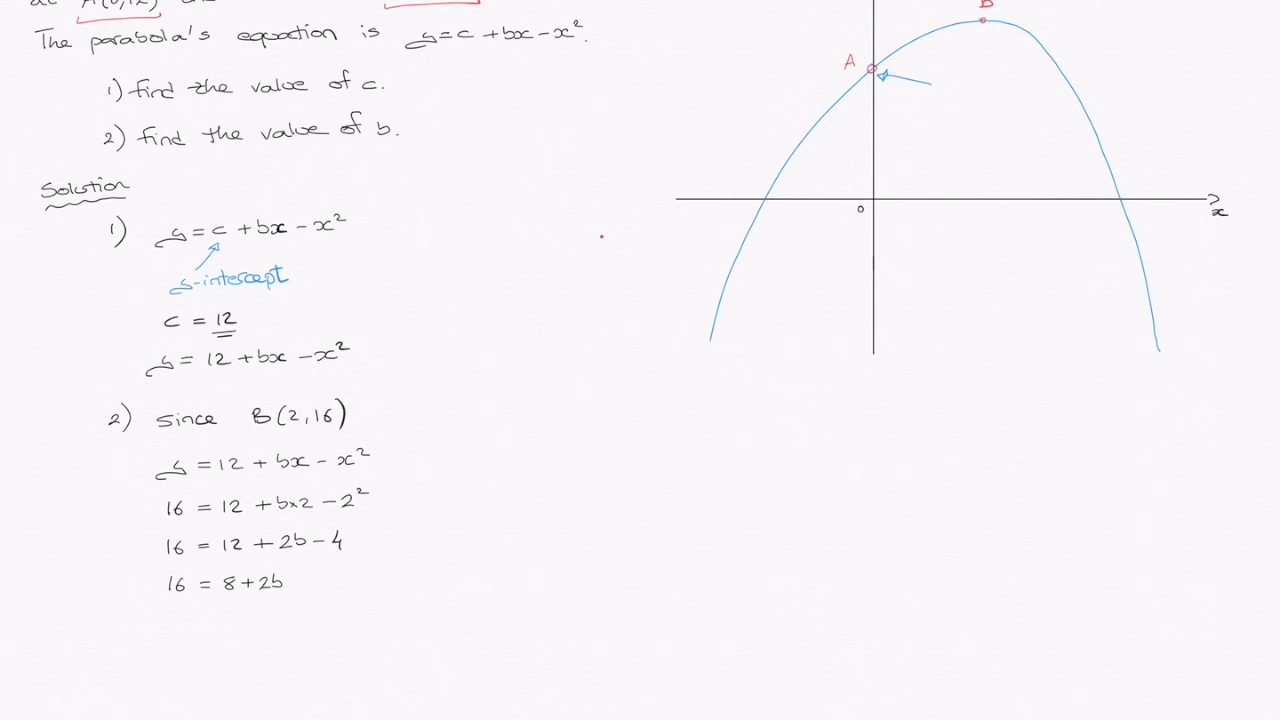 The parabola's equation is y = c + bx - x².
1) find the value of c.
2) find the value of b.
Solution
1) y = c + bx - x²
y-intercept
c = 12
y = 12 + bx - x²
2) since B(2,16)
y = 12 + bx - x²
16 = 12 + b×2 - 2²
16 = 12 + 2b - 4
16 = 8 + 2b
B
A
0
x